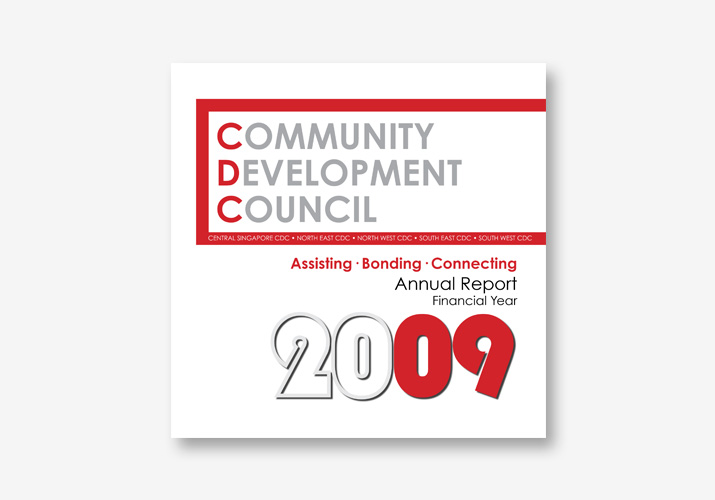 COMMUNITY
DEVELOPMENT
COUNCIL
CENTRAL SINGAPORE CDC • NORTH EAST CDC • NORTH WEST CDC • SOUTH EAST CDC • SOUTH WEST CDC
Assisting · Bonding · Connecting
Annual Report
Financial Year
2009